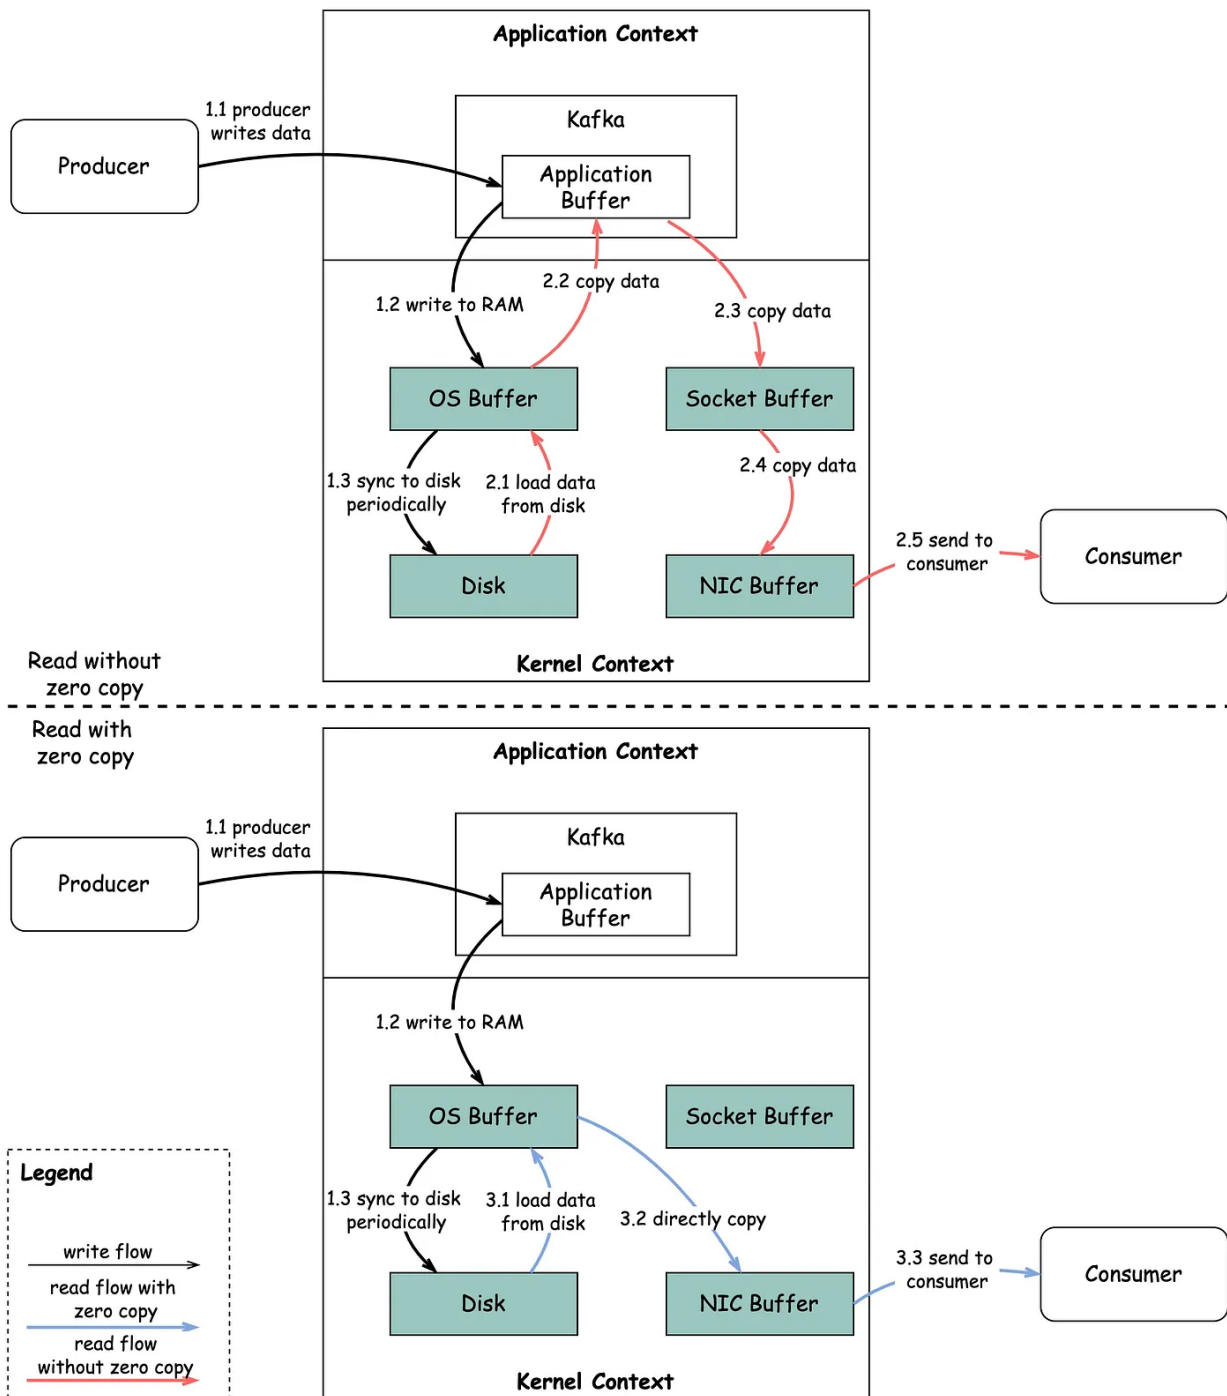 Application Context
1.1 producer
writes data
Kafka
Producer
Application
Buffer
2.2 copy data
1.2 write to RAM
2.3 copy data
OS Buffer
Socket Buffer
2.4 copy data
1.3 sync to disk
periodically
2.1 load data
from disk
2.5 send to
consumer
Consumer
Disk
NIC Buffer
Kernel Context
Read without
zero copy
Read with
zero copy
Application Context
1.1 producer
writes data
Kafka
Producer
Application
Buffer
1.2 write to RAM
OS Buffer
Socket Buffer
1.3 sync to disk
periodically
3.1 load data
from disk
3.2 directly copy
3.3 send to
consumer
Consumer
Disk
NIC Buffer
Kernel Context
Legend
write flow
read flow with
zero copy
read flow
without zero copy